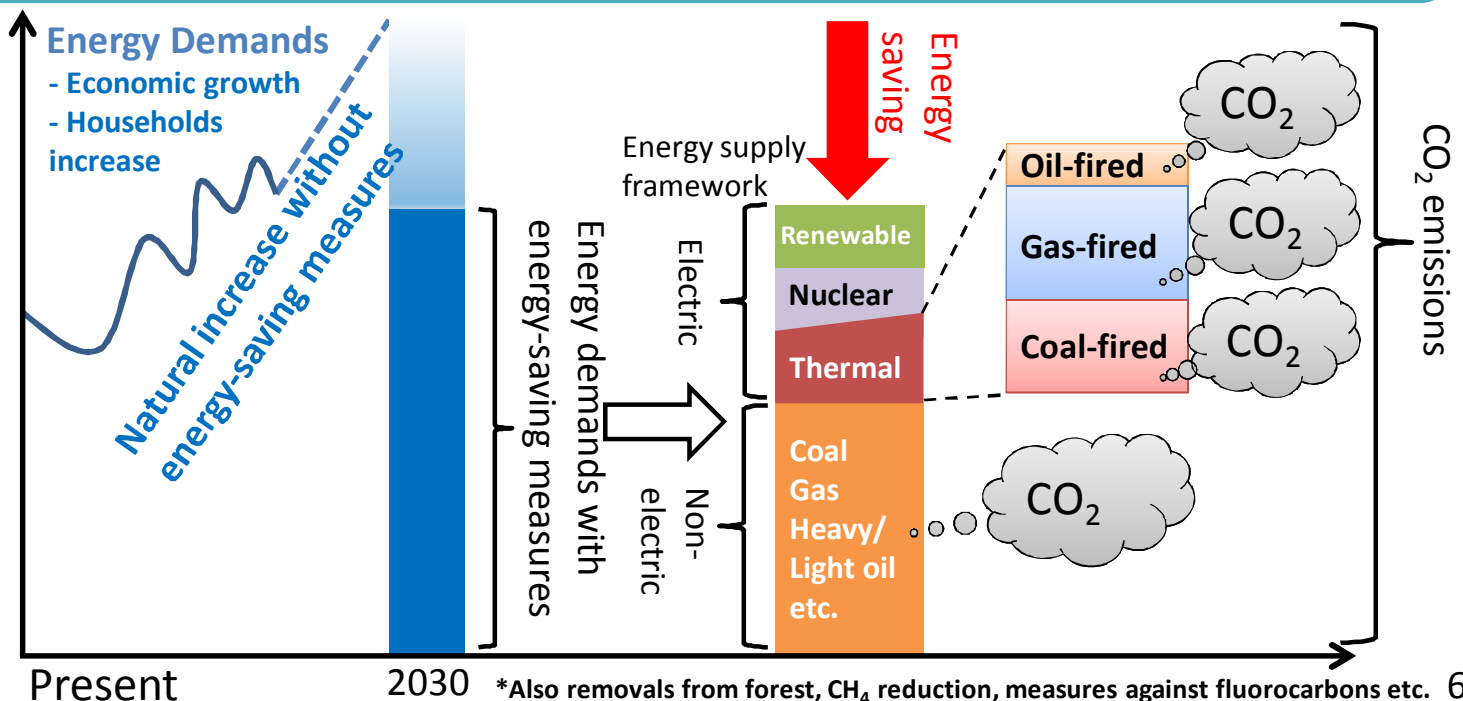 Energy Demands
- Economic growth
- Households
increase
Natural increase without
energy-saving measures
Energy demands with
energy-saving measures
Energy
saving
Energy supply
framework
Electric
Non-
electric
Renewable
Nuclear
Thermal
Coal
Gas
Heavy/
Light oil
etc.
CO₂
Oil-fired
Gas-fired
Coal-fired
CO₂
CO₂
CO₂
CO₂ emissions
Present
2030
*Also removals from forest, CH₄ reduction, measures against fluorocarbons etc.
6